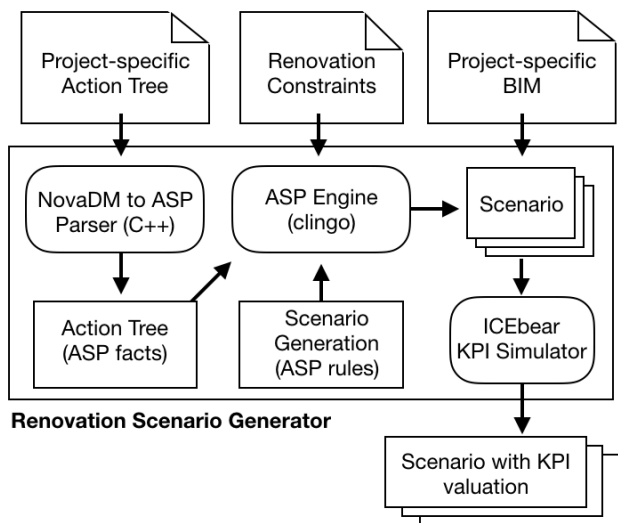 Project-specific
Action Tree
Renovation
Constraints
Project-specific
BIM
NovaDM to ASP
Parser (C++)
ASP Engine
(clingo)
Scenario
Action Tree
(ASP facts)
Scenario
Generation
(ASP rules)
ICEbear
KPI Simulator
Renovation Scenario Generator
Scenario with KPI
valuation